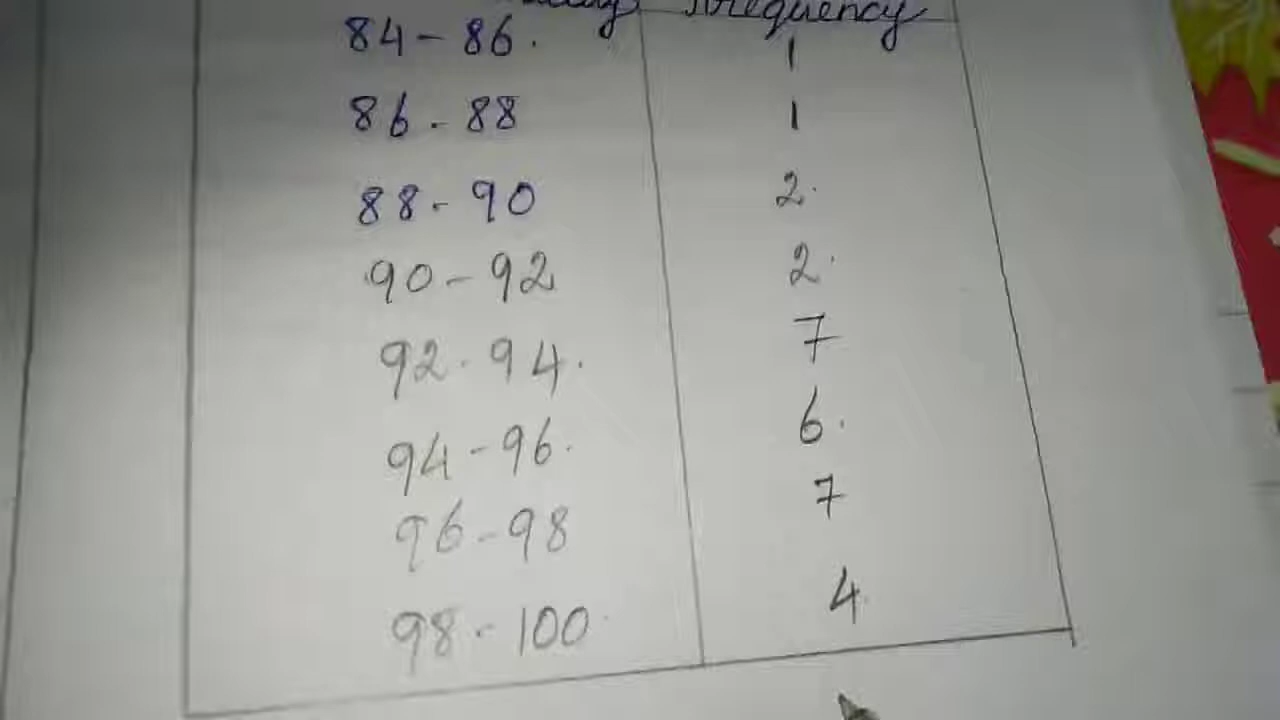 frequency
84 - 86. 1
86 - 88 1
88 - 90 2.
90 - 92 2.
92 - 94. 7
94 - 96. 6.
96 - 98 7
98 - 100. 4.